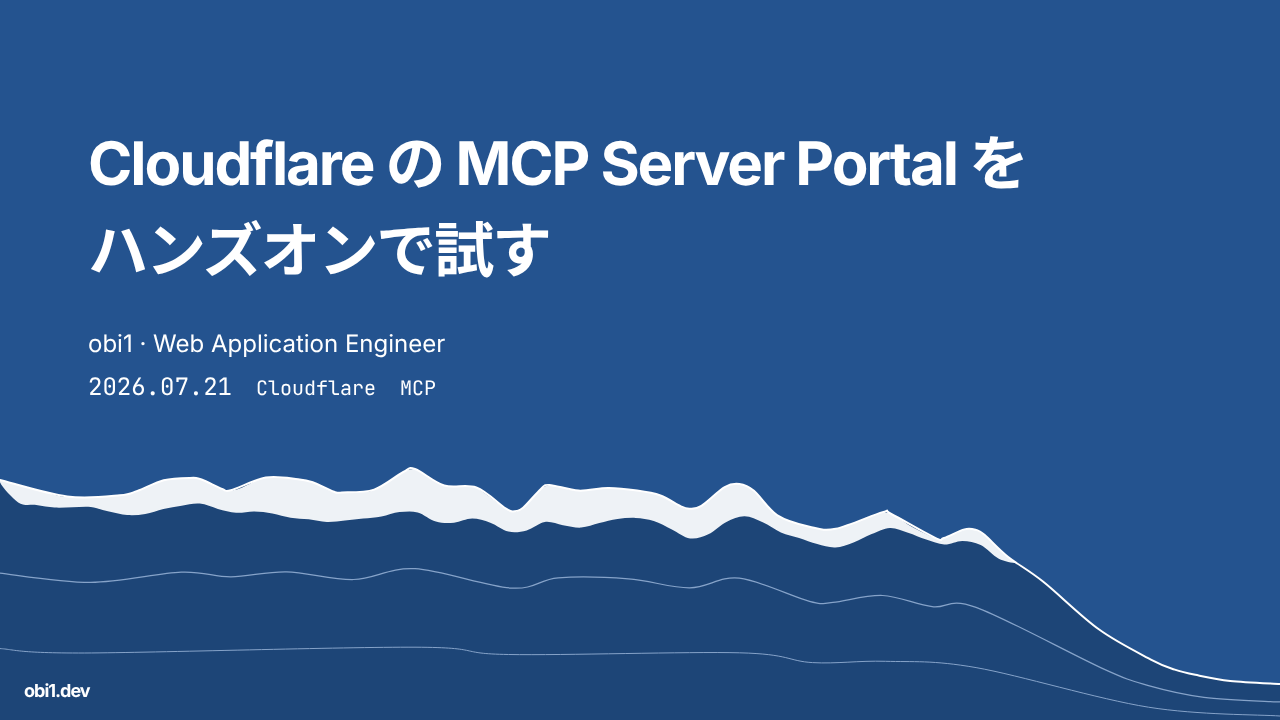 Cloudflare の MCP Server Portal を
ハンズオンで試す
obi1 · Web Application Engineer
2026.07.21 Cloudflare MCP
obi1.dev